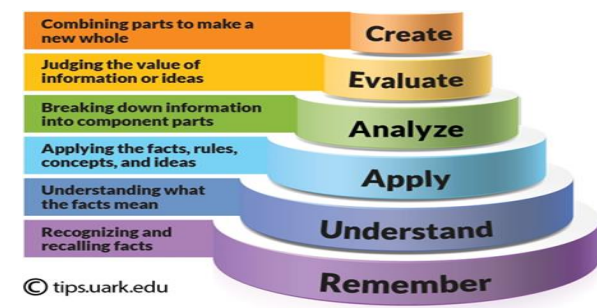 Combining parts to make a
new whole
Create
Judging the value of
information or ideas
Evaluate
Breaking down information
into component parts
Analyze
Applying the facts, rules,
concepts, and ideas
Apply
Understanding what
the facts mean
Understand
Recognizing and
recalling facts
Remember
© tips.uark.edu